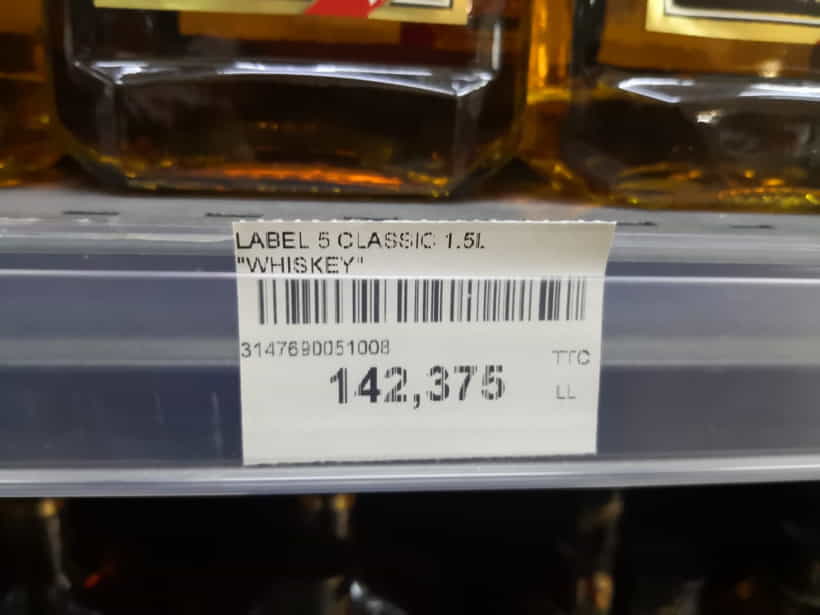 LABEL 5 CLASSIC 1.5L
"WHISKEY"
3147690051008
TTC
142,375
LL